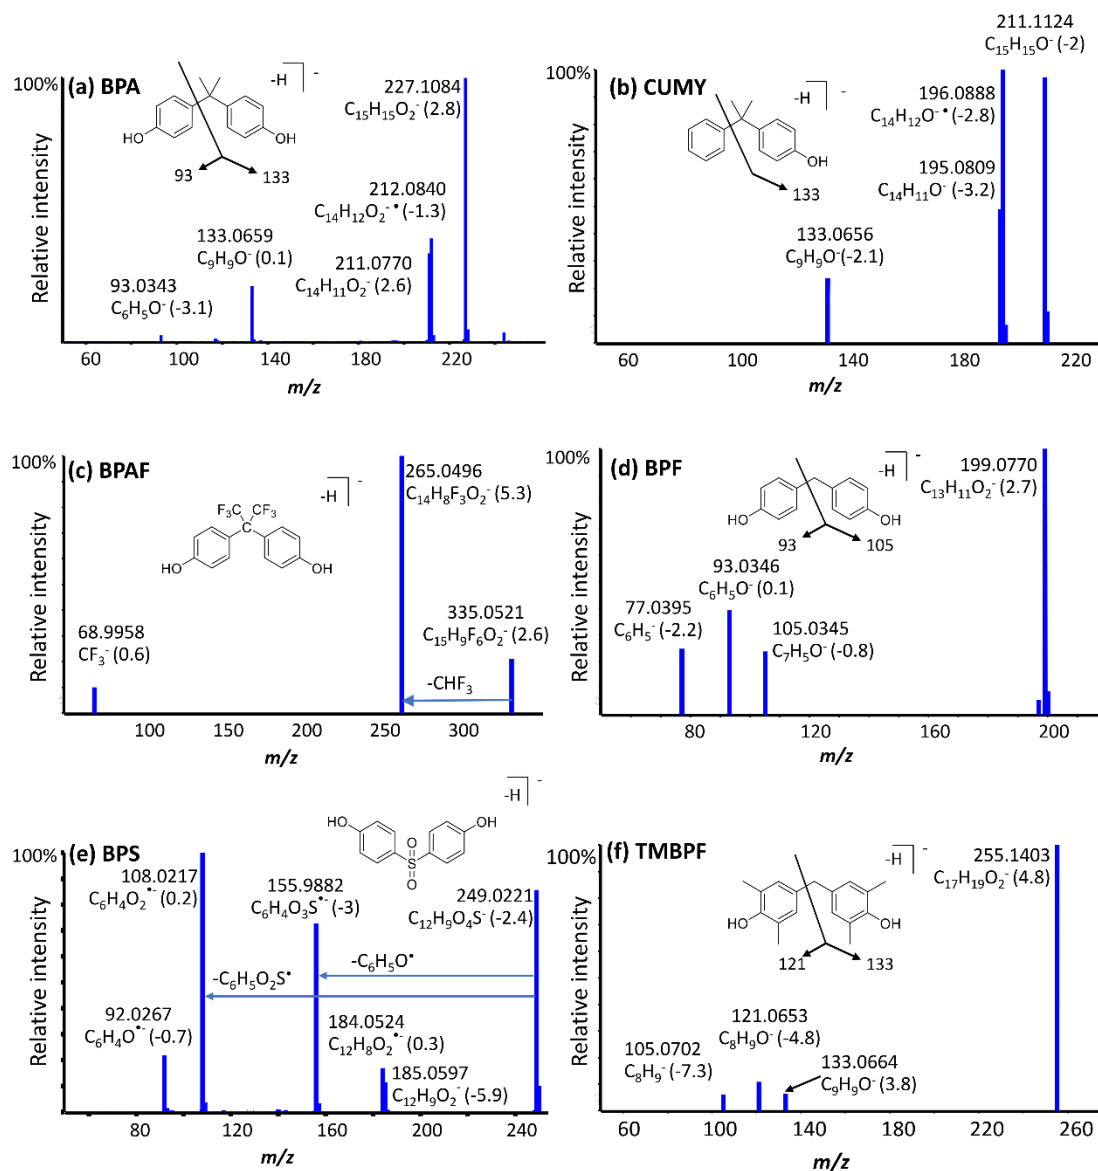 (a) BPA
-H
-
100%
227.1084
C₁₅H₁₅O₂⁻ (2.8)
HO
OH
93
133
212.0840
C₁₄H₁₂O₂⁻• (-1.3)
133.0659
C₉H₉O⁻ (0.1)
211.0770
C₁₄H₁₁O₂⁻ (2.6)
93.0343
C₆H₅O⁻ (-3.1)
Relative intensity
60
100
140
180
220
m/z
211.1124
C₁₅H₁₅O⁻ (-2)
(b) CUMY
-H
-
100%
196.0888
C₁₄H₁₂O⁻• (-2.8)
OH
133
195.0809
C₁₄H₁₁O⁻ (-3.2)
133.0656
C₉H₉O⁻ (-2.1)
Relative intensity
60
100
140
180
220
m/z
(c) BPAF
-H
-
100%
265.0496
C₁₄H₈F₃O₂⁻ (5.3)
F₃C
CF₃
C
HO
OH
335.0521
C₁₅H₉F₆O₂⁻ (2.6)
68.9958
CF₃⁻ (0.6)
-CHF₃
Relative intensity
100
150
200
250
300
m/z
(d) BPF
-H
-
100%
199.0770
C₁₃H₁₁O₂⁻ (2.7)
HO
OH
93
105
93.0346
C₆H₅O⁻ (0.1)
77.0395
C₆H₅⁻ (-2.2)
105.0345
C₇H₅O⁻ (-0.8)
Relative intensity
80
120
160
200
m/z
(e) BPS
-H
-
HO
OH
O
S
O
100%
108.0217
C₆H₄O₂•⁻ (0.2)
155.9882
C₆H₄O₃S•⁻ (-3)
249.0221
C₁₂H₉O₄S⁻ (-2.4)
-C₆H₅O•
-C₆H₅O₂S•
92.0267
C₆H₄O•⁻ (-0.7)
184.0524
C₁₂H₈O₂•⁻ (0.3)
185.0597
C₁₂H₉O₂⁻ (-5.9)
Relative intensity
80
120
160
200
240
m/z
(f) TMBPF
-H
-
100%
255.1403
C₁₇H₁₉O₂⁻ (4.8)
HO
OH
121
133
121.0653
C₈H₉O⁻ (-4.8)
105.0702
C₈H₉⁻ (-7.3)
133.0664
C₉H₉O⁻ (3.8)
Relative intensity
60
100
140
180
220
260
m/z